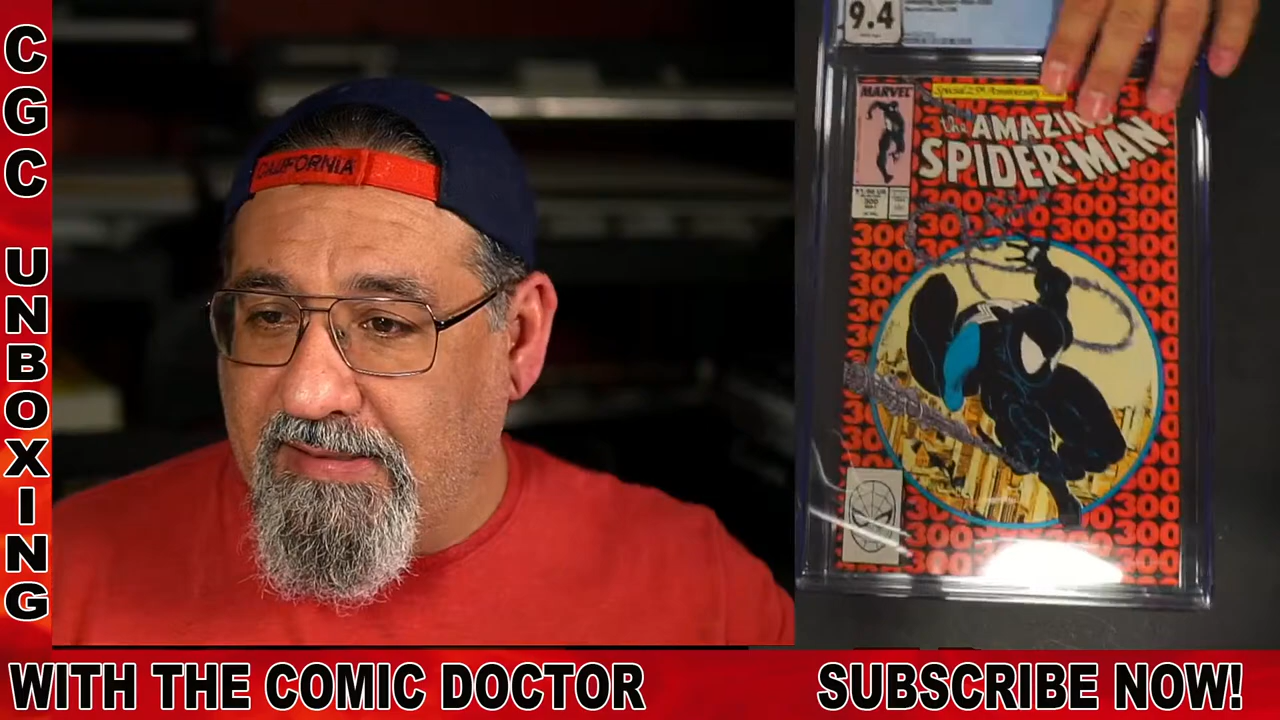 CGC UNBOXING
CALIFORNIA
9.4
MARVEL
Special 25th Anniversary
the AMAZING
SPIDER-MAN
300
WITH THE COMIC DOCTOR
SUBSCRIBE NOW!